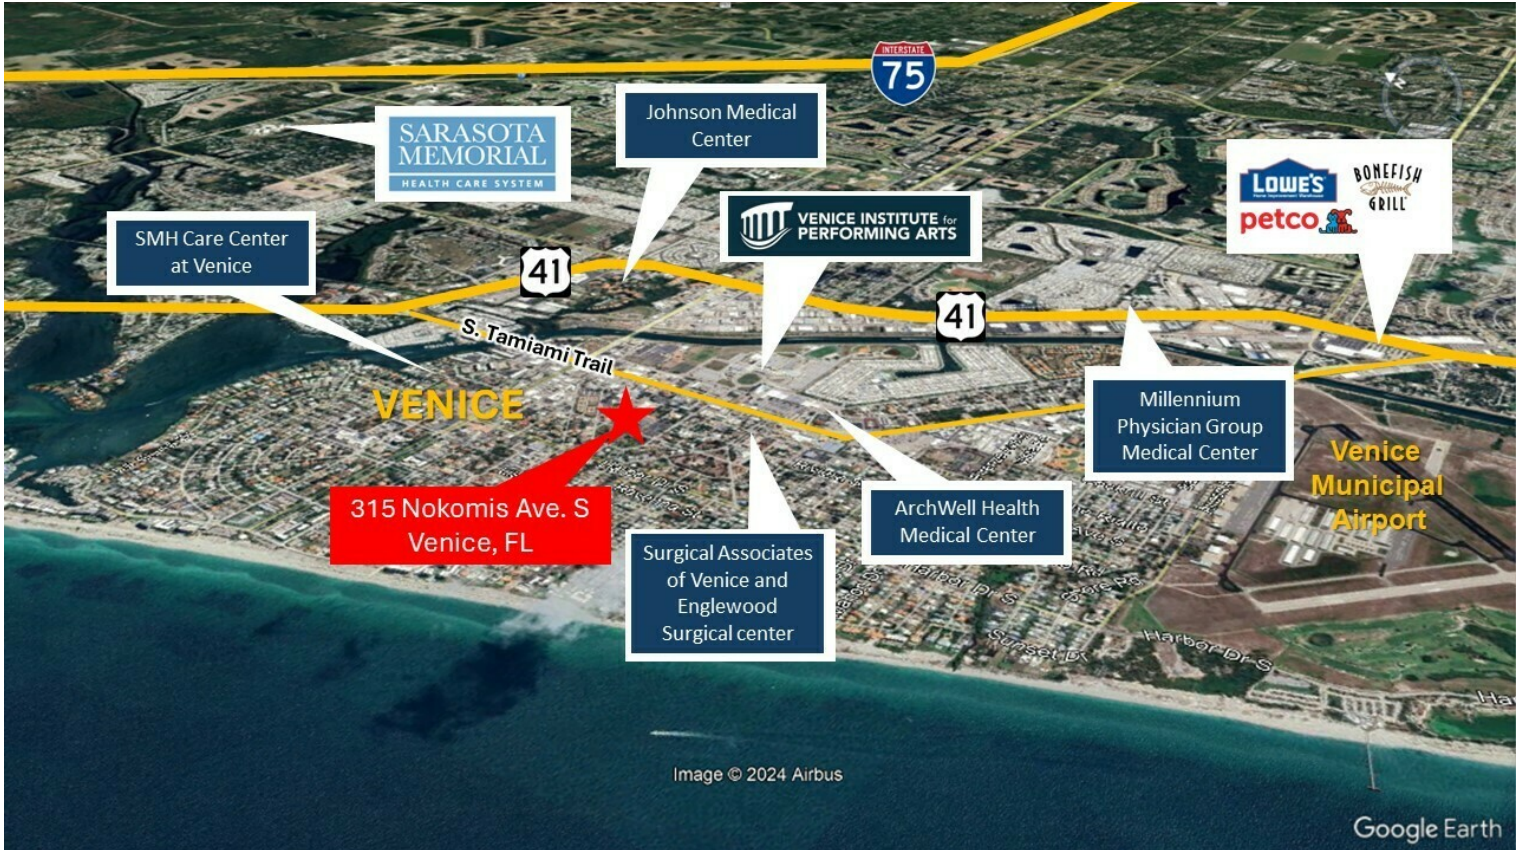 INTERSTATE
75
N
SARASOTA
MEMORIAL
HEALTH CARE SYSTEM
Johnson Medical
Center
LOWE'S
petco
BONEFISH
GRILL
VENICE INSTITUTE for
PERFORMING ARTS
SMH Care Center
at Venice
41
41
S. Tamiami Trail
VENICE
Millennium
Physician Group
Medical Center
Venice
Municipal
Airport
315 Nokomis Ave. S
Venice, FL
ArchWell Health
Medical Center
Surgical Associates
of Venice and
Englewood
Surgical center
Harbor Dr S
Sunset Dr
Harbor Dr S
Image © 2024 Airbus
Google Earth